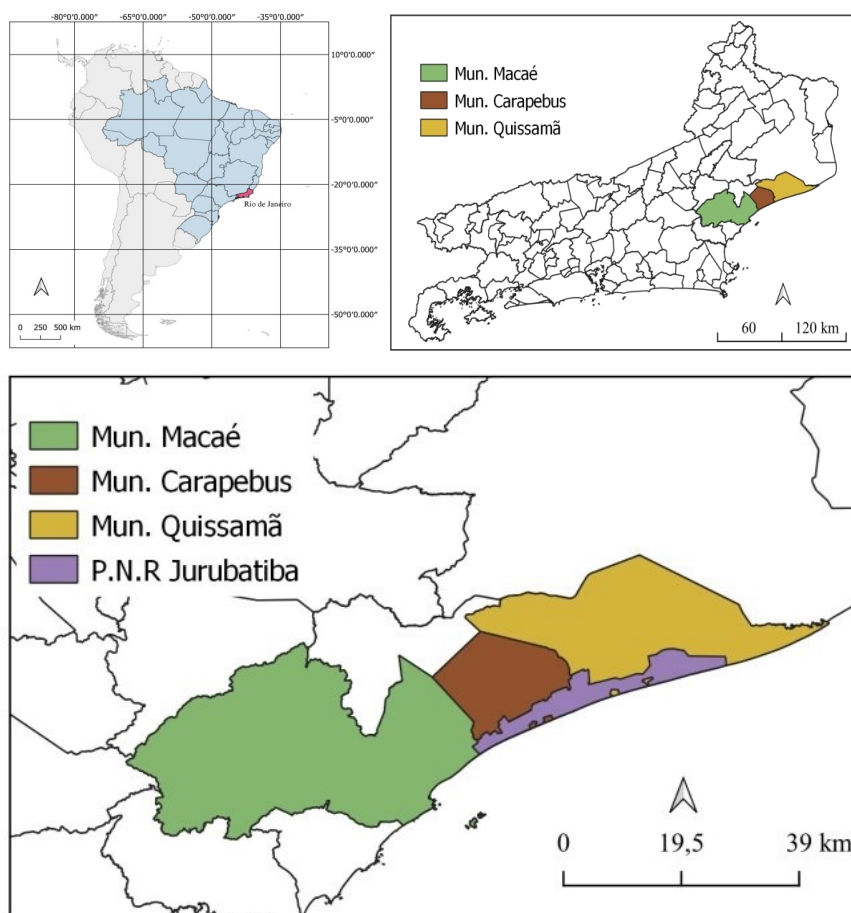 -80°0'0.000" -65°0'0.000" -50°0'0.000" -35°0'0.000"
10°0'0.000"
-5°0'0.000"
-20°0'0.000"
Rio de Janeiro
-35°0'0.000"
-50°0'0.000"
0 250 500 km
Mun. Macaé
Mun. Carapebus
Mun. Quissamã
60 120 km
Mun. Macaé
Mun. Carapebus
Mun. Quissamã
P.N.R Jurubatiba
0 19,5 39 km